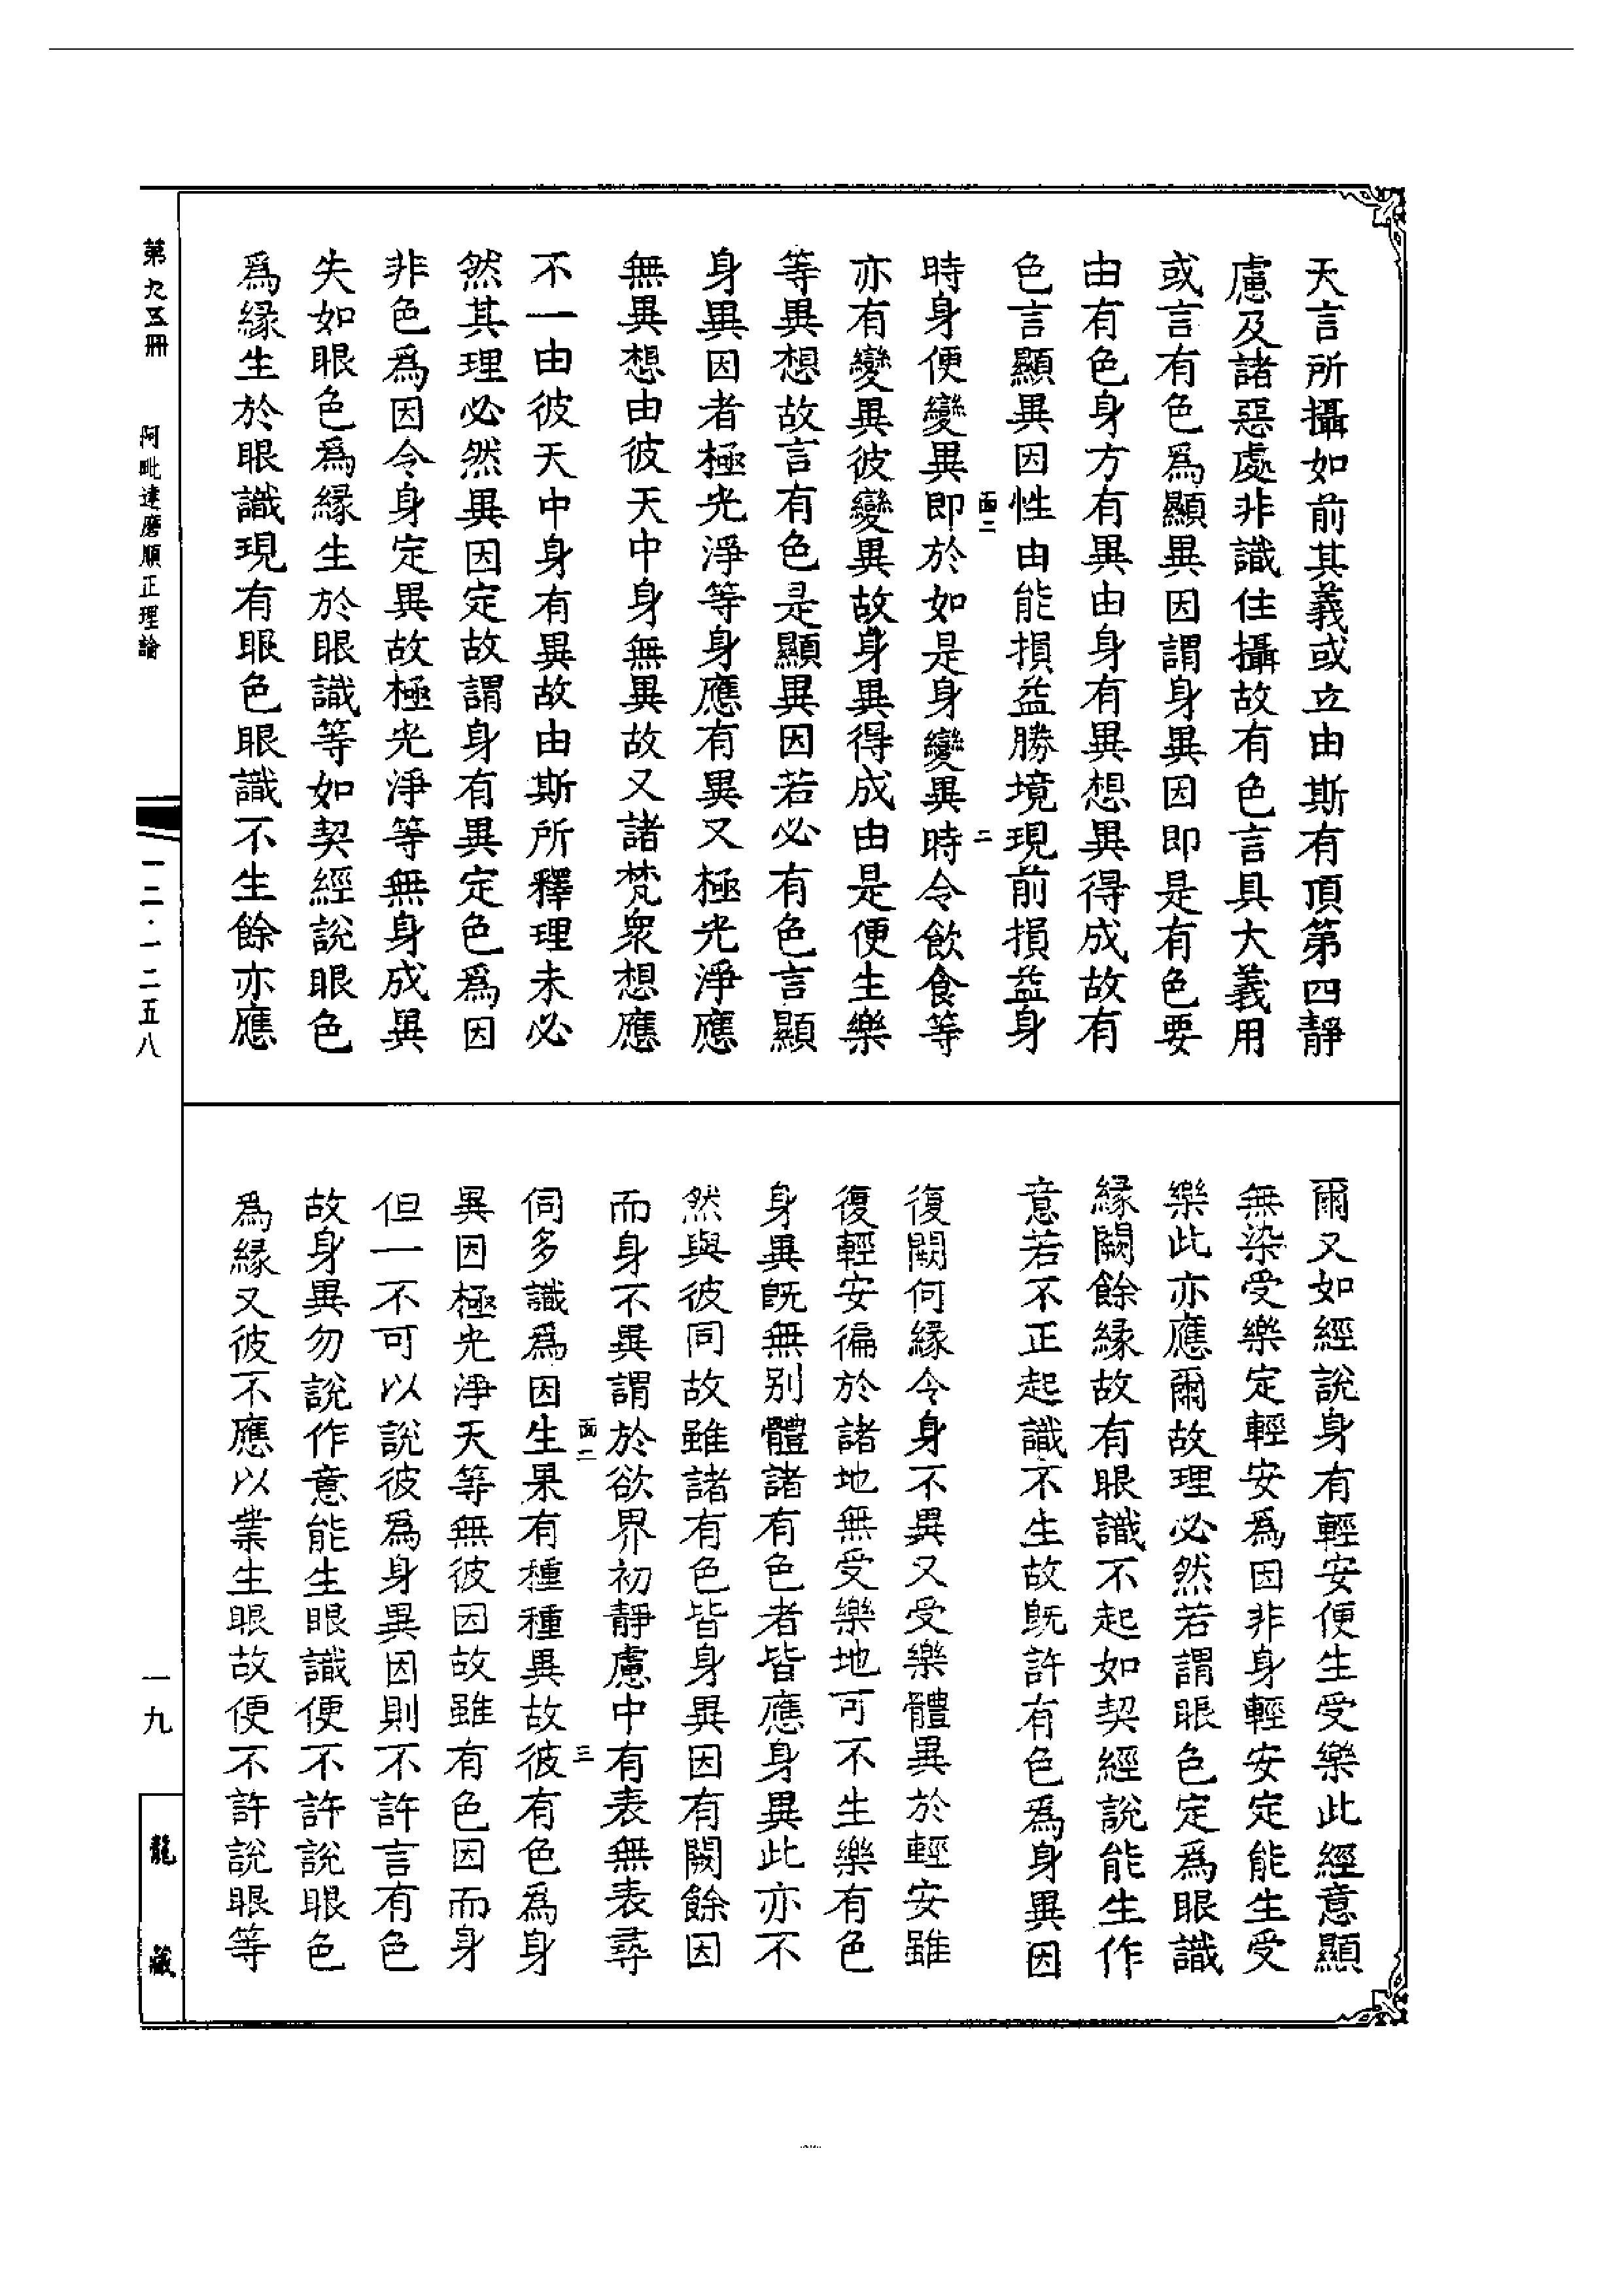 天言所攝如前其義或立由斯有頂第四靜
慮及諸惡處非識住攝故有色言具大義用
或言有色為顯異因謂身異因即是有色要
由有色身方有異由身有異想異得成故有
色言顯異因性由能損益勝境現前損益身
時身便變異即於如是身變異時令飲食等
亦有變異彼變異故身異得成由是便生樂
等異想故言有色是顯異因若必有色言顯
身異因者極光淨等身應有異又極光淨應
無異想由彼天中身無異故又諸梵衆想應
不一由彼天中身有異故由斯所釋理未必
然其理必然異因定故謂身有異定色為因
非色為因令身定異故極光淨等無身成異
失如眼色為緣生於眼識等如契經說眼色
為緣生於眼識現有眼色眼識不生餘亦應
爾又如經說身有輕安便生受樂此經意顯
無染受樂定輕安為因非身輕安定能生受
樂此亦應爾故理必然若謂眼色定為眼識
緣闕餘緣故有眼識不起如契經說能生作
意若不正起識不生故既許有色為身異因
復闕何緣令身不異又受樂體異於輕安雖
復輕安徧於諸地無受樂地可不生樂有色
身異既無別體諸有色者皆應身異此亦不
然與彼同故雖諸有色皆身異因有闕餘因
而身不異謂於欲界初靜慮中有表無表尋
伺多識為因生果有種種異故彼有色為身
異因極光淨天等無彼因故雖有色因而身
但一不可以說彼為身異因則不許言有色
故身異勿說作意能生眼識便不許說眼色
為緣又彼不應以業生眼故便不許說眼等
面二
二
面二
三
第九五冊
阿毗達磨順正理論
一二·一二五八
一九
龍藏